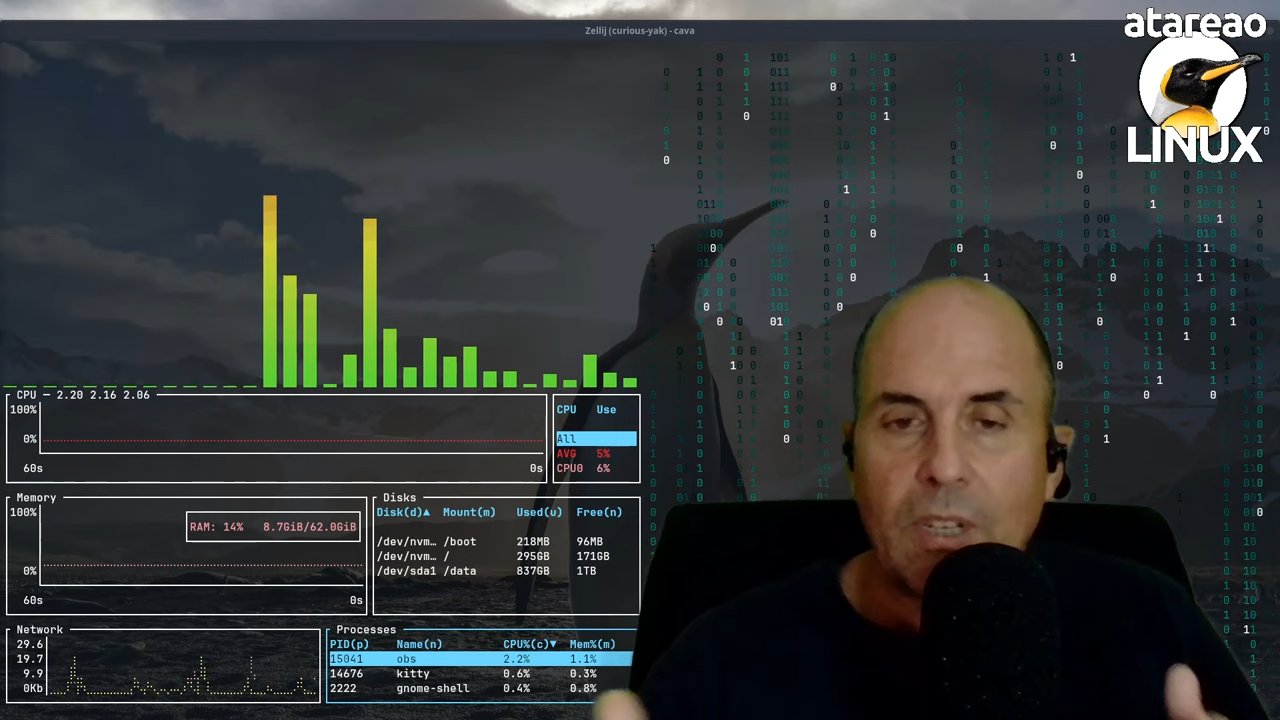 Zellij (curious-yak) - cava
atareao
LINUX
CPU — 2.20 2.16 2.06
100%
0%
60s 0s
CPU Use
All
AVG 5%
CPU0 6%
Memory
100%
RAM: 14% 8.7GiB/62.0GiB
0%
60s 0s
Disks
Disk(d)▲ Mount(m) Used(u) Free(n)
/dev/nvm… /boot 218MB 96MB
/dev/nvm… / 295GB 171GB
/dev/sda1 /data 837GB 1TB
Network
29.6
19.7
9.9
0Kb
Processes
PID(p) Name(n) CPU%(c)▼ Mem%(m)
15041 obs 2.2% 1.1%
14676 kitty 0.6% 0.3%
2222 gnome-shell 0.4% 0.8%